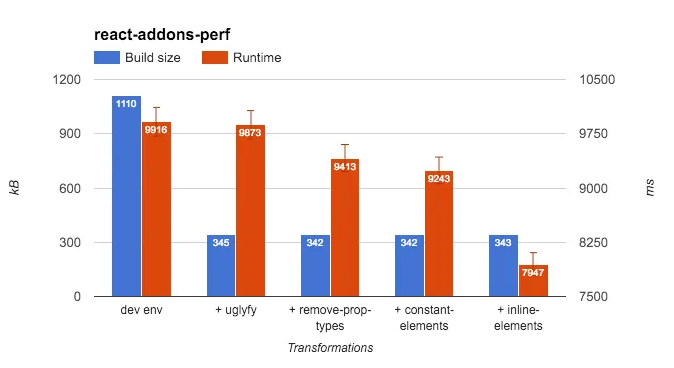 react-addons-perf
Build size Runtime
1200 10500
1110
9916 9873
900 9750
9413
9243
kB ms
600 9000
345 342 342 343
300 8250
7947
0 7500
dev env + uglyfy + remove-prop- + constant- + inline-
types elements elements
Transformations